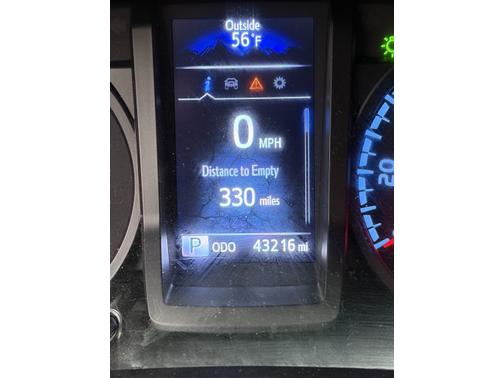 Outside
56°F
0 MPH
Distance to Empty
330 miles
P ODO 43216 mi
20